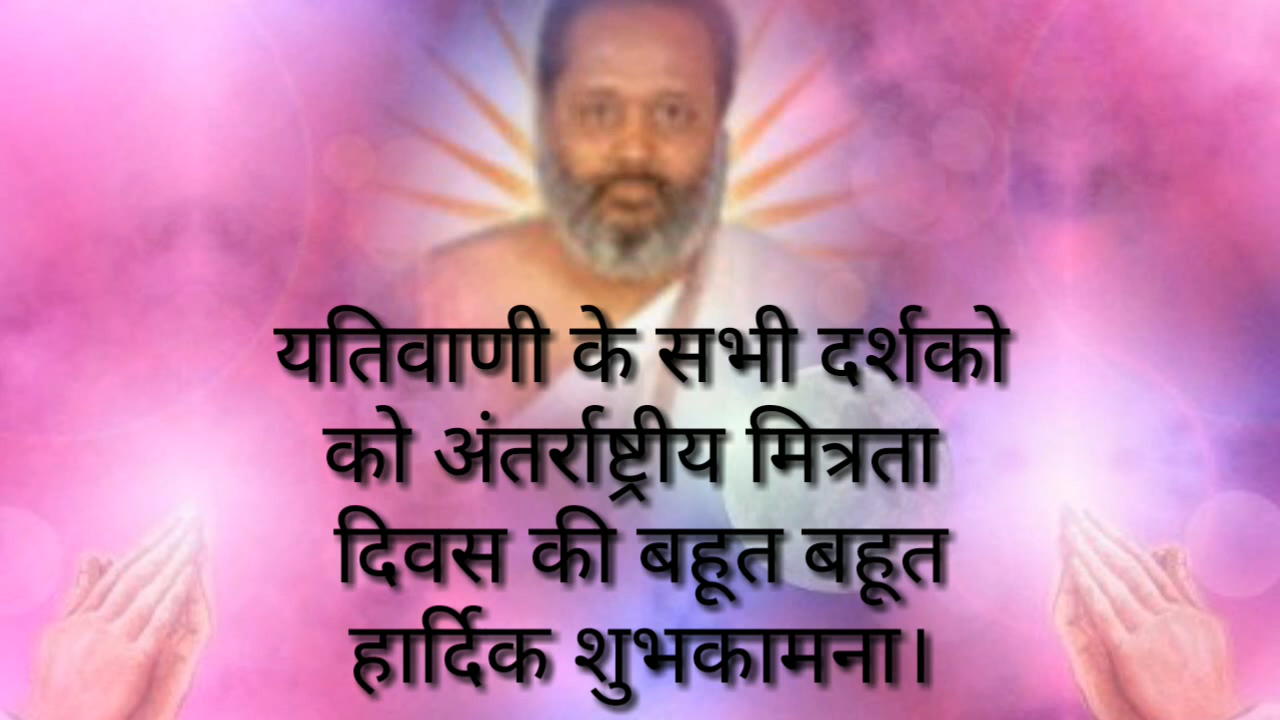 यतिवाणी के सभी दर्शको
को अंतर्राष्ट्रीय मित्रता
दिवस की बहूत बहूत
हार्दिक शुभकामना।